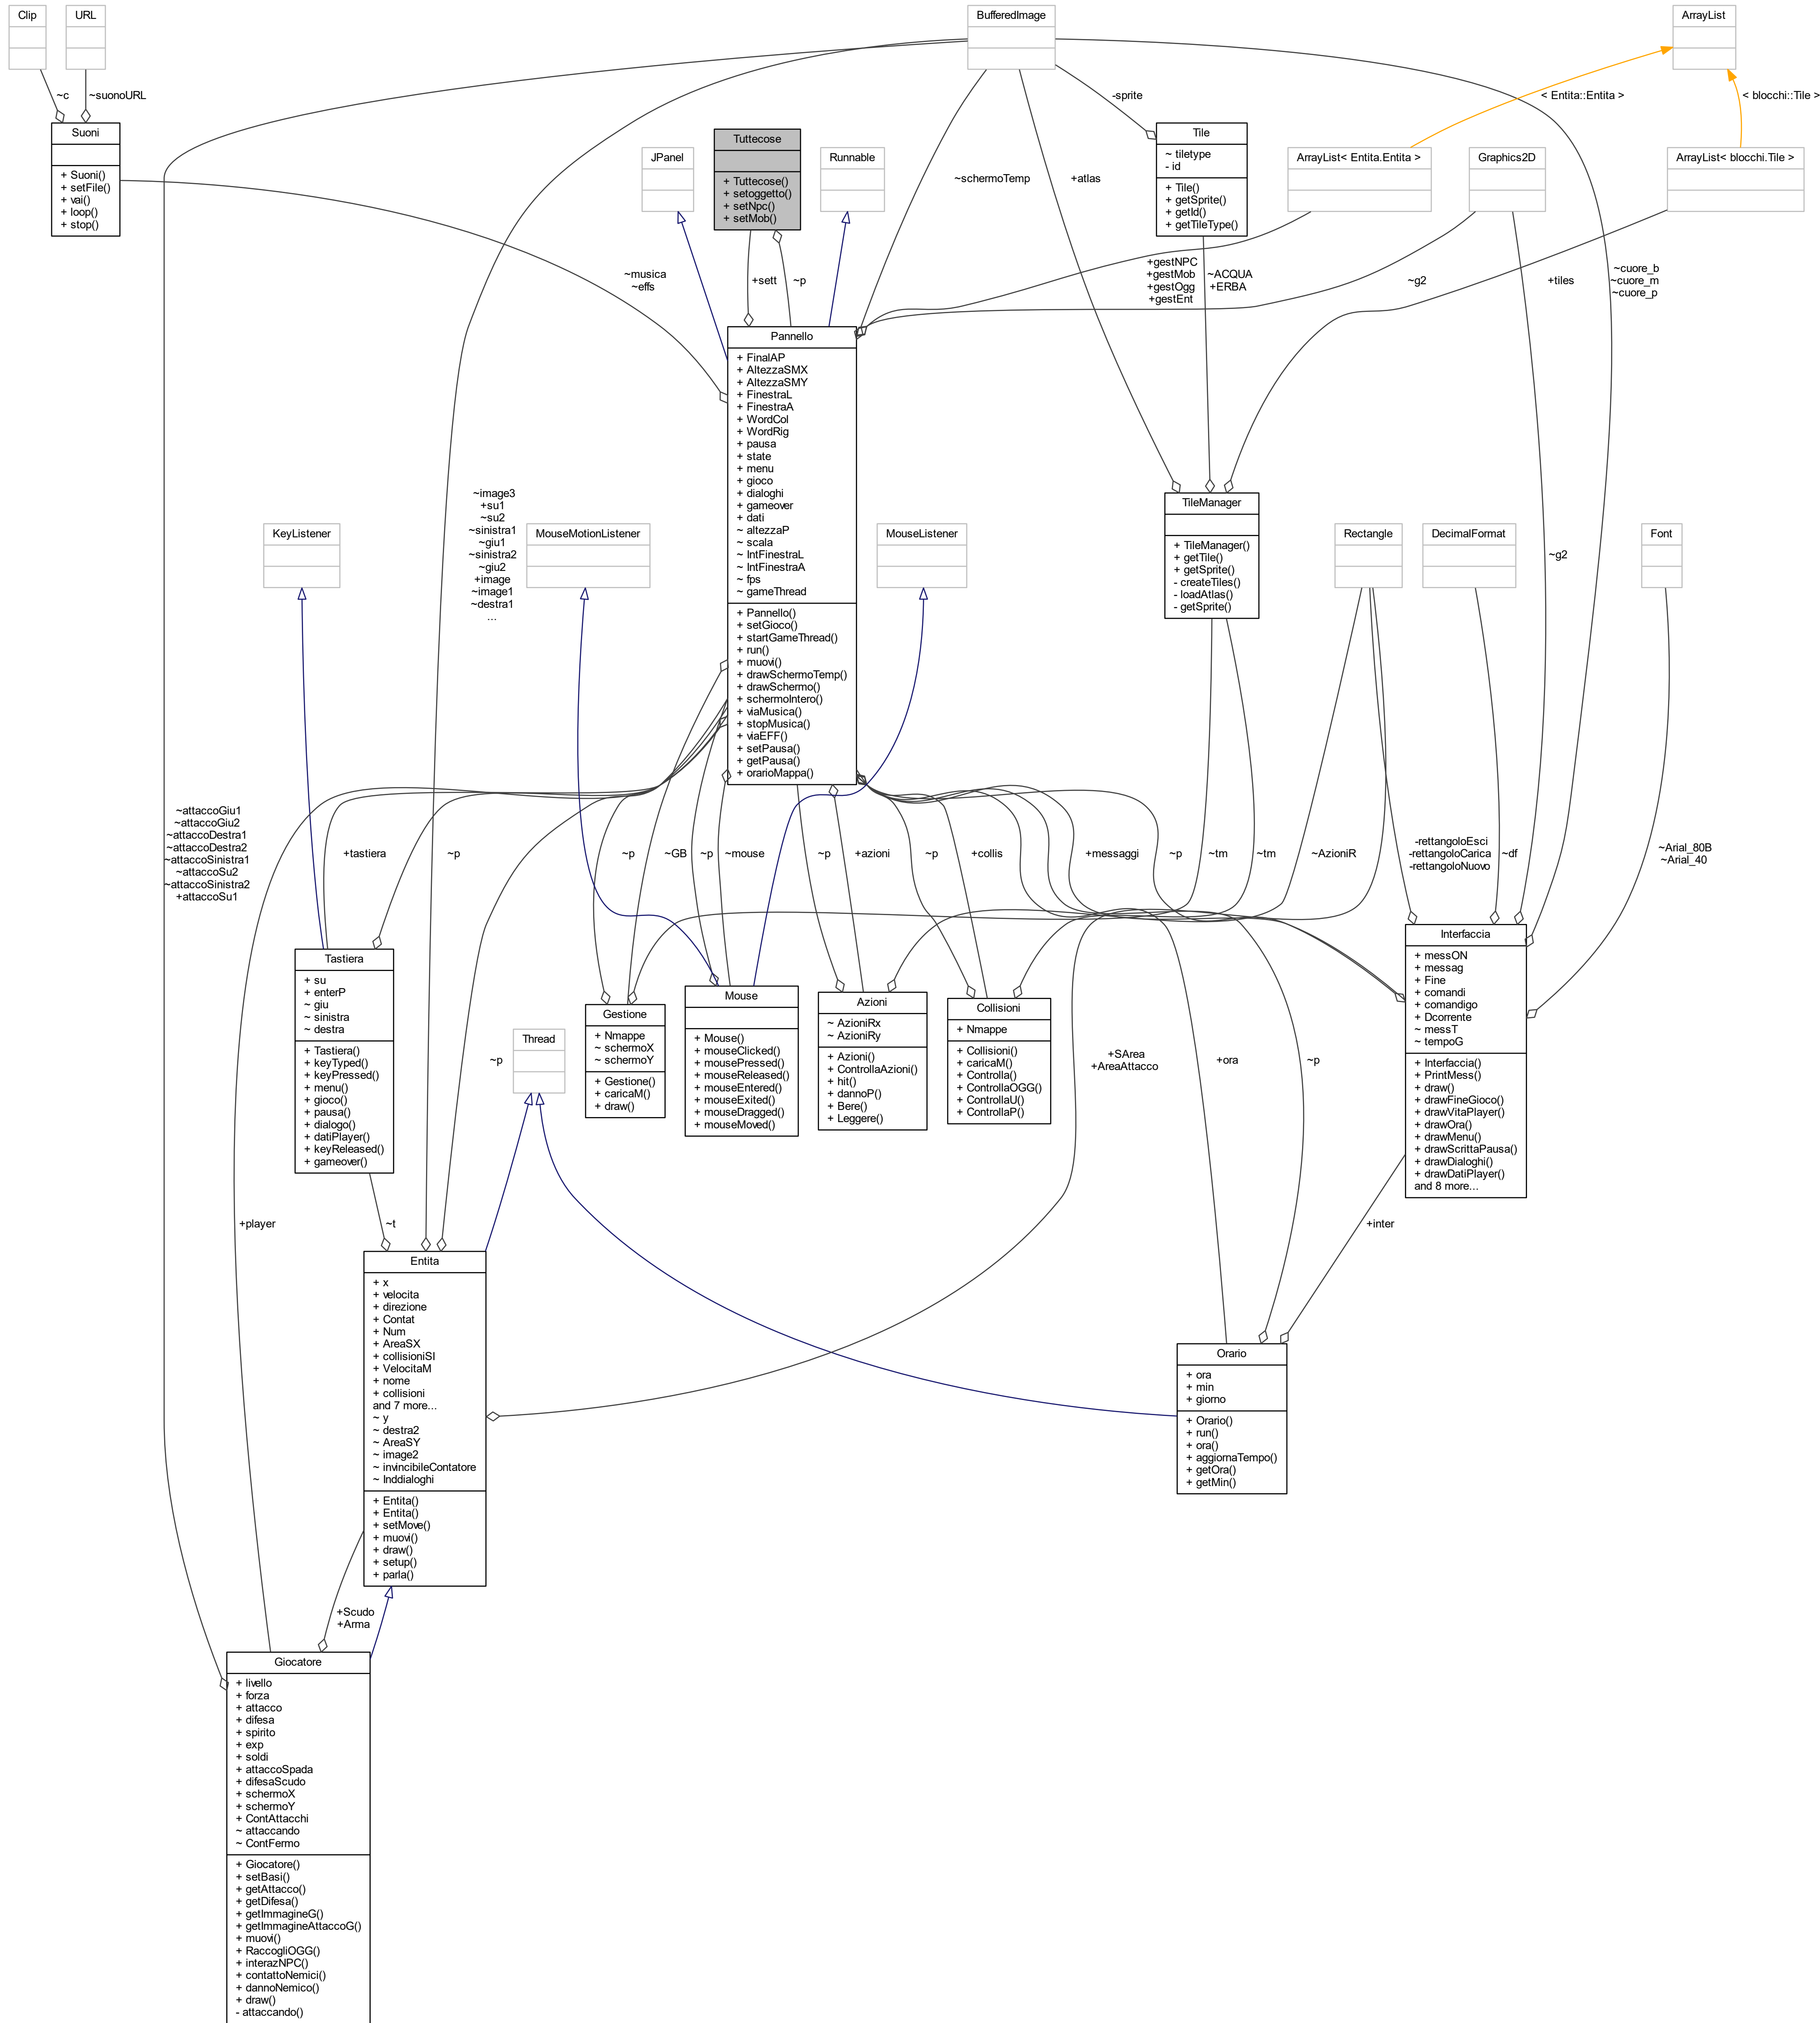 Clip
URL
BufferedImage
ArrayList
~c
~suonoURL
-sprite
< Entita::Entita >
< blocchi::Tile >
Suoni
+ Suoni()
+ setFile()
+ vai()
+ loop()
+ stop()
Tuttecose
+ Tuttecose()
+ setoggetto()
+ setNpc()
+ setMob()
JPanel
Runnable
Tile
~ tiletype
- id
+ Tile()
+ getSprite()
+ getId()
+ getTileType()
ArrayList< Entita.Entita >
Graphics2D
ArrayList< blocchi.Tile >
~schermoTemp
+atlas
~musica
~effs
+sett
~p
+gestNPC
+gestMob
+gestOgg
+gestEnt
~ACQUA
+ERBA
~g2
+tiles
~cuore_b
~cuore_m
~cuore_p
Pannello
+ FinalAP
+ AltezzaSMX
+ AltezzaSMY
+ FinestraL
+ FinestraA
+ WordCol
+ WordRig
+ pausa
+ state
+ menu
+ gioco
+ dialoghi
+ gameover
+ dati
~ altezzaP
~ scala
~ IntFinestraL
~ IntFinestraA
~ fps
~ gameThread
+ Pannello()
+ setGioco()
+ startGameThread()
+ run()
+ muovi()
+ drawSchermoTemp()
+ drawSchermo()
+ schermoIntero()
+ viaMusica()
+ stopMusica()
+ viaEFF()
+ setPausa()
+ getPausa()
+ orarioMappa()
~image3
+su1
~su2
~sinistra1
~giu1
~sinistra2
~giu2
+image
~image1
~destra1
...
KeyListener
MouseMotionListener
MouseListener
TileManager
+ TileManager()
+ getTile()
+ getSprite()
- createTiles()
- loadAtlas()
- getSprite()
Rectangle
DecimalFormat
~g2
Font
~attaccoGiu1
~attaccoGiu2
~attaccoDestra1
~attaccoDestra2
~attaccoSinistra1
~attaccoSu2
~attaccoSinistra2
+attaccoSu1
+tastiera
~p
~p
~GB
~p
~mouse
~p
+azioni
~p
+collis
+messaggi
~p
~tm
~tm
~AzioniR
-rettangoloEsci
-rettangoloCarica
-rettangoloNuovo
~df
~Arial_80B
~Arial_40
Tastiera
+ su
+ enterP
~ giu
~ sinistra
~ destra
+ Tastiera()
+ keyTyped()
+ keyPressed()
+ menu()
+ gioco()
+ pausa()
+ dialogo()
+ datiPlayer()
+ keyReleased()
+ gameover()
~p
Thread
Gestione
+ Nmappe
~ schermoX
~ schermoY
+ Gestione()
+ caricaM()
+ draw()
Mouse
+ Mouse()
+ mouseClicked()
+ mousePressed()
+ mouseReleased()
+ mouseEntered()
+ mouseExited()
+ mouseDragged()
+ mouseMoved()
Azioni
~ AzioniRx
~ AzioniRy
+ Azioni()
+ ControllaAzioni()
+ hit()
+ dannoP()
+ Bere()
+ Leggere()
Collisioni
+ Nmappe
+ Collisioni()
+ caricaM()
+ Controlla()
+ ControllaOGG()
+ ControllaU()
+ ControllaP()
+SArea
+AreaAttacco
+ora
~p
Interfaccia
+ messON
+ messag
+ Fine
+ comandi
+ comandigo
+ Dcorrente
~ messT
~ tempoG
+ Interfaccia()
+ PrintMess()
+ draw()
+ drawFineGioco()
+ drawVitaPlayer()
+ drawOra()
+ drawMenu()
+ drawScrittaPausa()
+ drawDialoghi()
+ drawDatiPlayer()
and 8 more...
+player
~t
+inter
Entita
+ x
+ velocita
+ direzione
+ Contat
+ Num
+ AreaSX
+ collisioniSI
+ VelocitaM
+ nome
+ collisioni
and 7 more...
~ y
~ destra2
~ AreaSY
~ image2
~ invincibileContatore
~ Inddialoghi
+ Entita()
+ Entita()
+ setMove()
+ muovi()
+ draw()
+ setup()
+ parla()
Orario
+ ora
+ min
+ giorno
+ Orario()
+ run()
+ ora()
+ aggiornaTempo()
+ getOra()
+ getMin()
+Scudo
+Arma
Giocatore
+ livello
+ forza
+ attacco
+ difesa
+ spirito
+ exp
+ soldi
+ attaccoSpada
+ difesaScudo
+ schermoX
+ schermoY
+ ContAttacchi
~ attaccando
~ ContFermo
+ Giocatore()
+ setBasi()
+ getAttacco()
+ getDifesa()
+ getImmagineG()
+ getImmagineAttaccoG()
+ muovi()
+ RaccogliOGG()
+ interazNPC()
+ contattoNemici()
+ dannoNemico()
+ draw()
- attaccando()